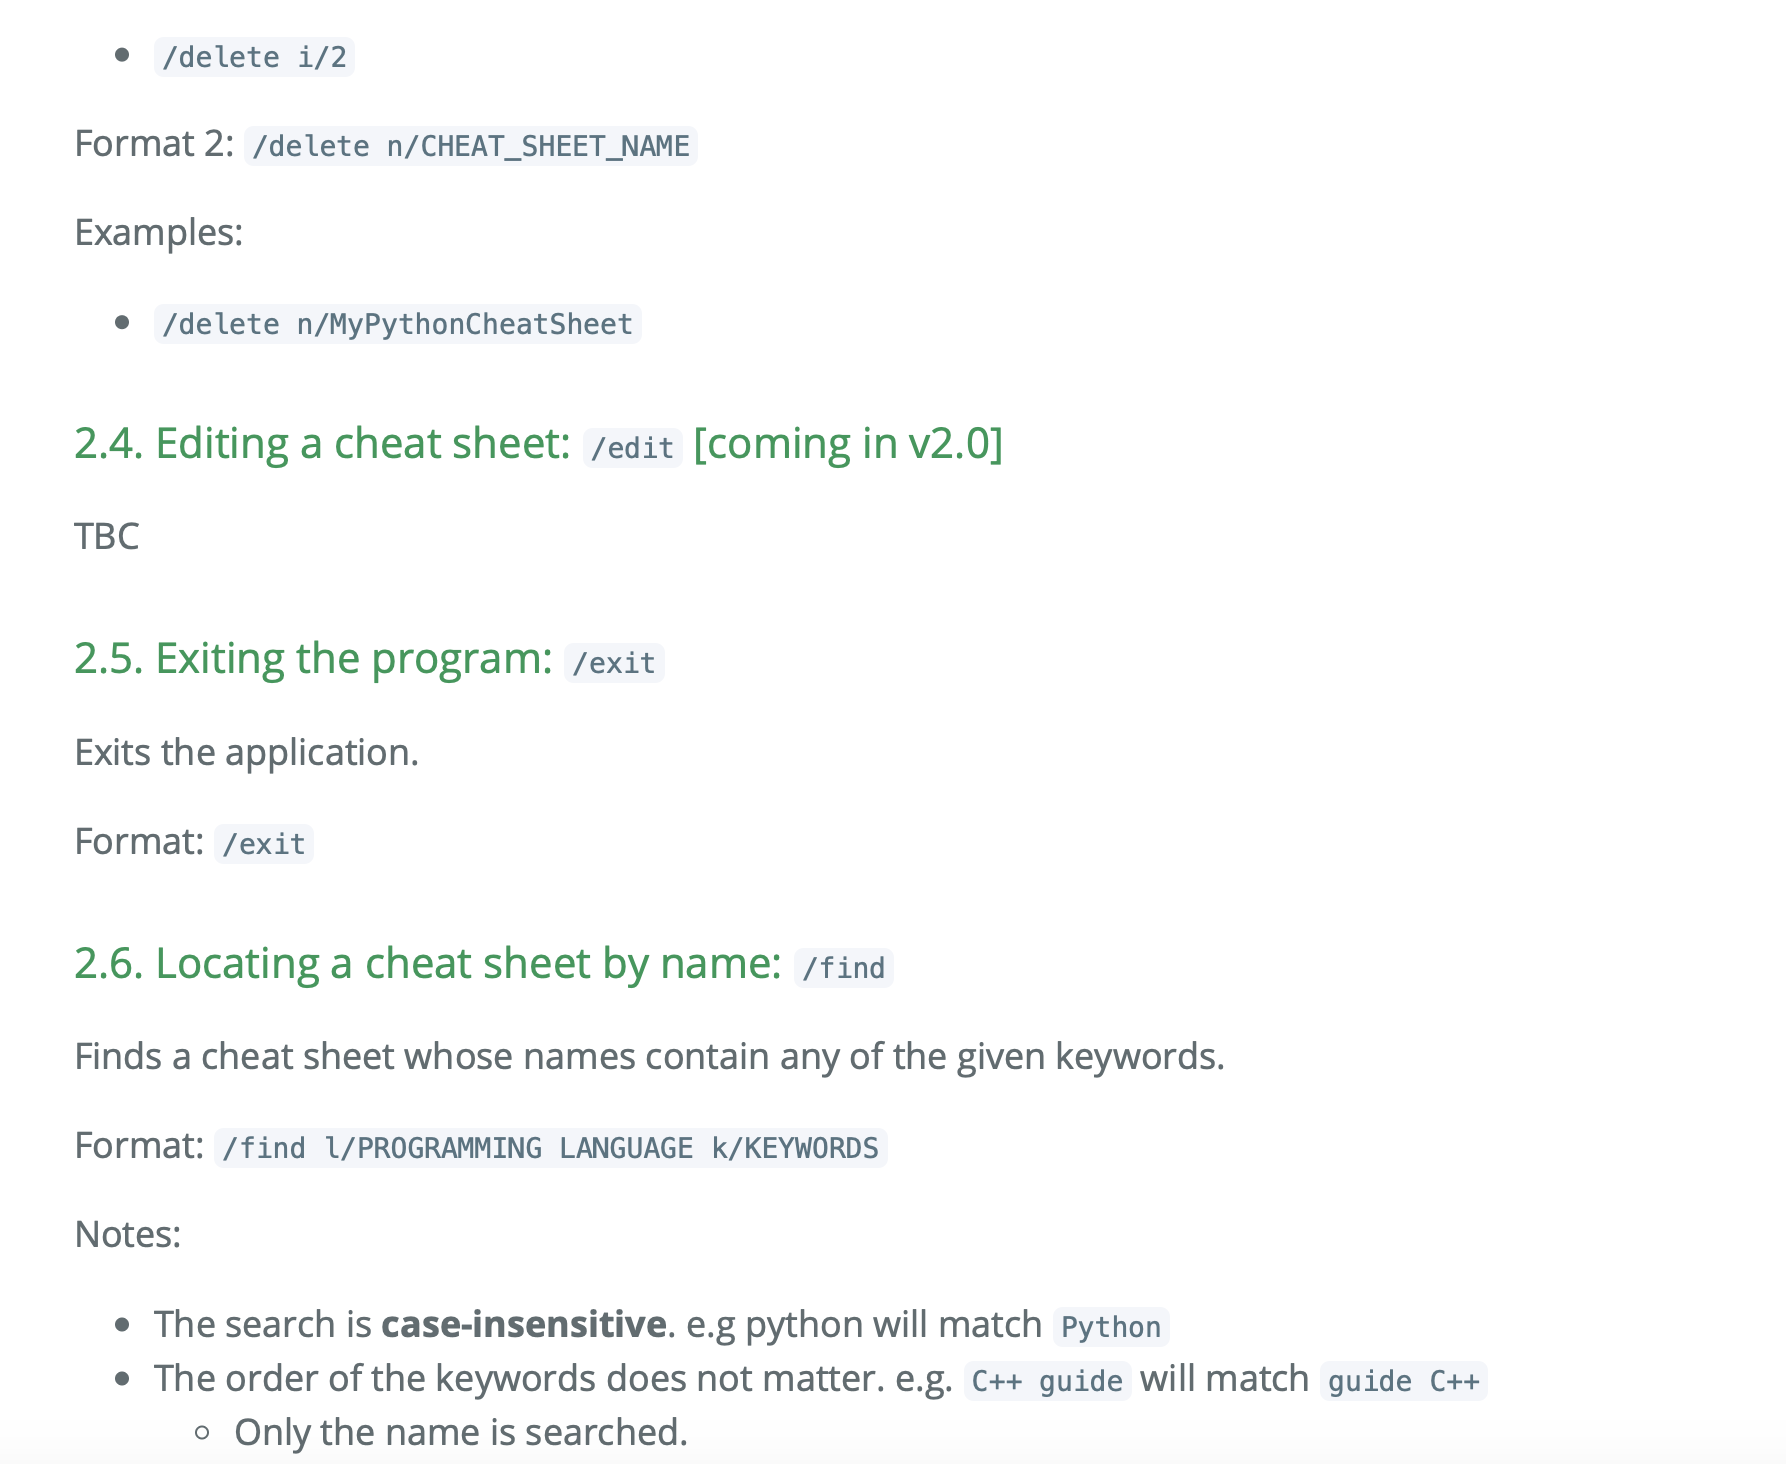 /delete i/2
Format 2: /delete n/CHEAT_SHEET_NAME
Examples:
/delete n/MyPythonCheatSheet
2.4. Editing a cheat sheet: /edit [coming in v2.0]
TBC
2.5. Exiting the program: /exit
Exits the application.
Format: /exit
2.6. Locating a cheat sheet by name: /find
Finds a cheat sheet whose names contain any of the given keywords.
Format: /find l/PROGRAMMING LANGUAGE k/KEYWORDS
Notes:
The search is case-insensitive. e.g python will match Python
The order of the keywords does not matter. e.g. C++ guide will match guide C++
Only the name is searched.